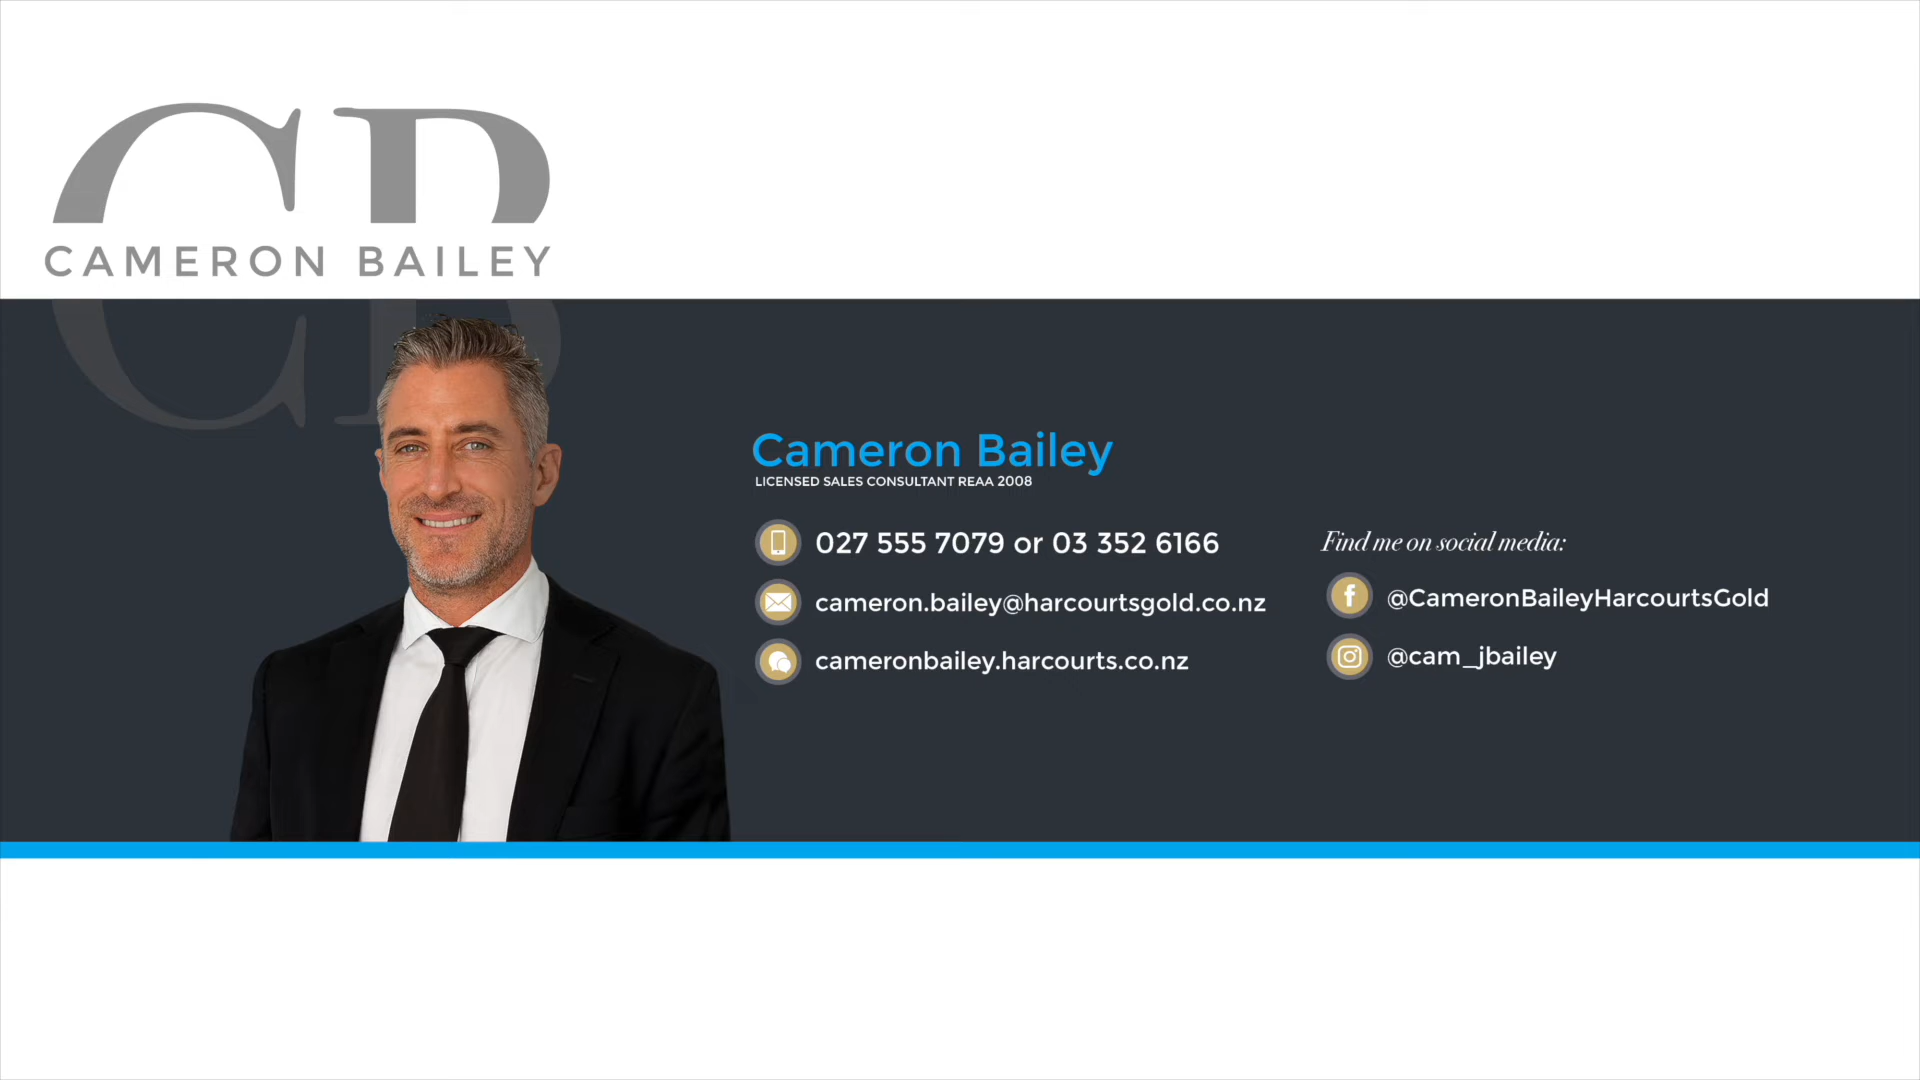 CB
CAMERON BAILEY
Cameron Bailey
LICENSED SALES CONSULTANT REAA 2008
027 555 7079 or 03 352 6166
cameron.bailey@harcourtsgold.co.nz
cameronbailey.harcourts.co.nz
Find me on social media:
@CameronBaileyHarcourtsGold
@cam_jbailey